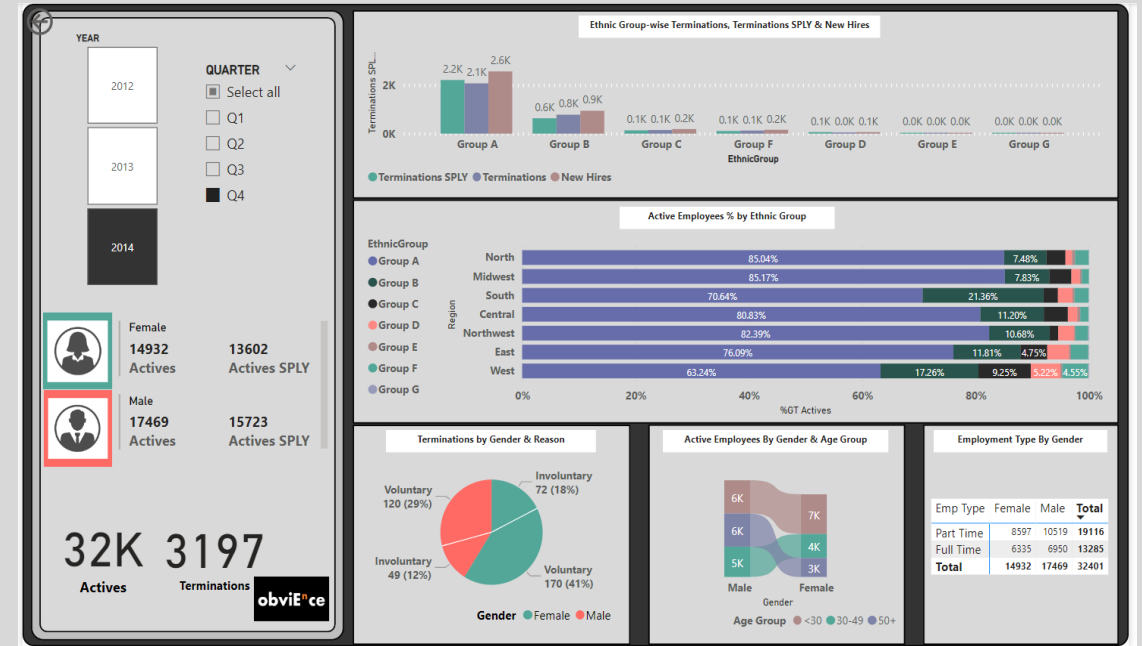 YEAR
2012
2013
2014
QUARTER
Select all
Q1
Q2
Q3
Q4
Female
14932 13602
Actives Actives SPLY
Male
17469 15723
Actives Actives SPLY
32K 3197
Actives Terminations
obviEnce
Ethnic Group-wise Terminations, Terminations SPLY & New Hires
Terminations SPL...
2K
0K
2.2K 2.1K 2.6K
0.6K 0.8K 0.9K
0.1K 0.1K 0.2K
0.1K 0.1K 0.2K
0.1K 0.0K 0.1K
0.0K 0.0K 0.0K
0.0K 0.0K 0.0K
Group A Group B Group C Group F Group D Group E Group G
EthnicGroup
Terminations SPLY Terminations New Hires
Active Employees % by Ethnic Group
EthnicGroup
Group A
Group B
Group C
Group D
Group E
Group F
Group G
Region
North 85.04% 7.48%
Midwest 85.17% 7.83%
South 70.64% 21.36%
Central 80.83% 11.20%
Northwest 82.39% 10.68%
East 76.09% 11.81% 4.75%
West 63.24% 17.26% 9.25% 5.22% 4.55%
0% 20% 40% 60% 80% 100%
%GT Actives
Terminations by Gender & Reason
Involuntary
72 (18%)
Voluntary
120 (29%)
Involuntary
49 (12%)
Voluntary
170 (41%)
Gender Female Male
Active Employees By Gender & Age Group
6K
6K
5K
7K
4K
3K
Male Female
Gender
Age Group <30 30-49 50+
Employment Type By Gender
Emp Type Female Male Total
Part Time 8597 10519 19116
Full Time 6335 6950 13285
Total 14932 17469 32401